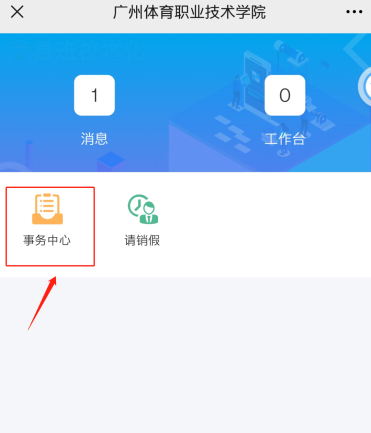 广州体育职业技术学院
1
0
消息
工作台
事务中心
请销假